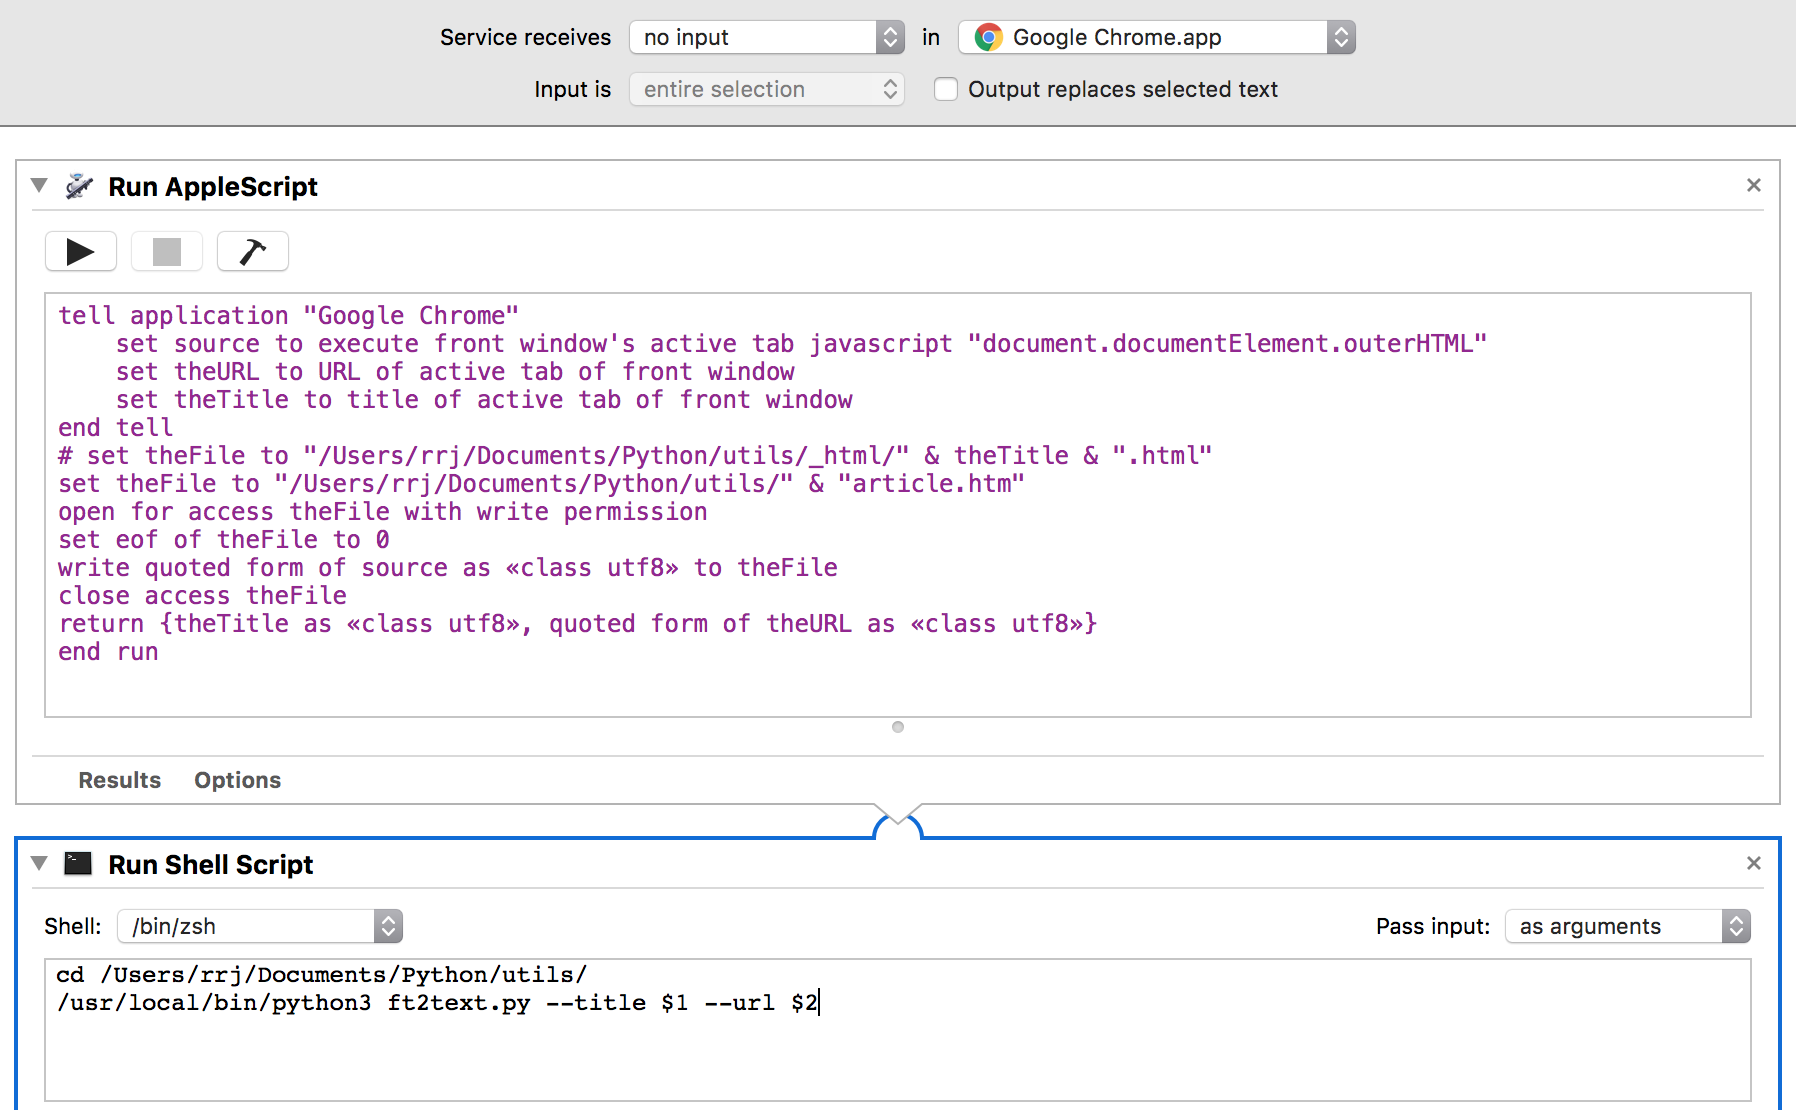 Service receives no input in Google Chrome.app
Input is entire selection Output replaces selected text
Run AppleScript
tell application "Google Chrome"
    set source to execute front window's active tab javascript "document.documentElement.outerHTML"
    set theURL to URL of active tab of front window
    set theTitle to title of active tab of front window
end tell
# set theFile to "/Users/rrj/Documents/Python/utils/_html/" & theTitle & ".html"
set theFile to "/Users/rrj/Documents/Python/utils/" & "article.htm"
open for access theFile with write permission
set eof of theFile to 0
write quoted form of source as «class utf8» to theFile
close access theFile
return {theTitle as «class utf8», quoted form of theURL as «class utf8»}
end run
Results Options
Run Shell Script
Shell: /bin/zsh Pass input: as arguments
cd /Users/rrj/Documents/Python/utils/
/usr/local/bin/python3 ft2text.py --title $1 --url $2